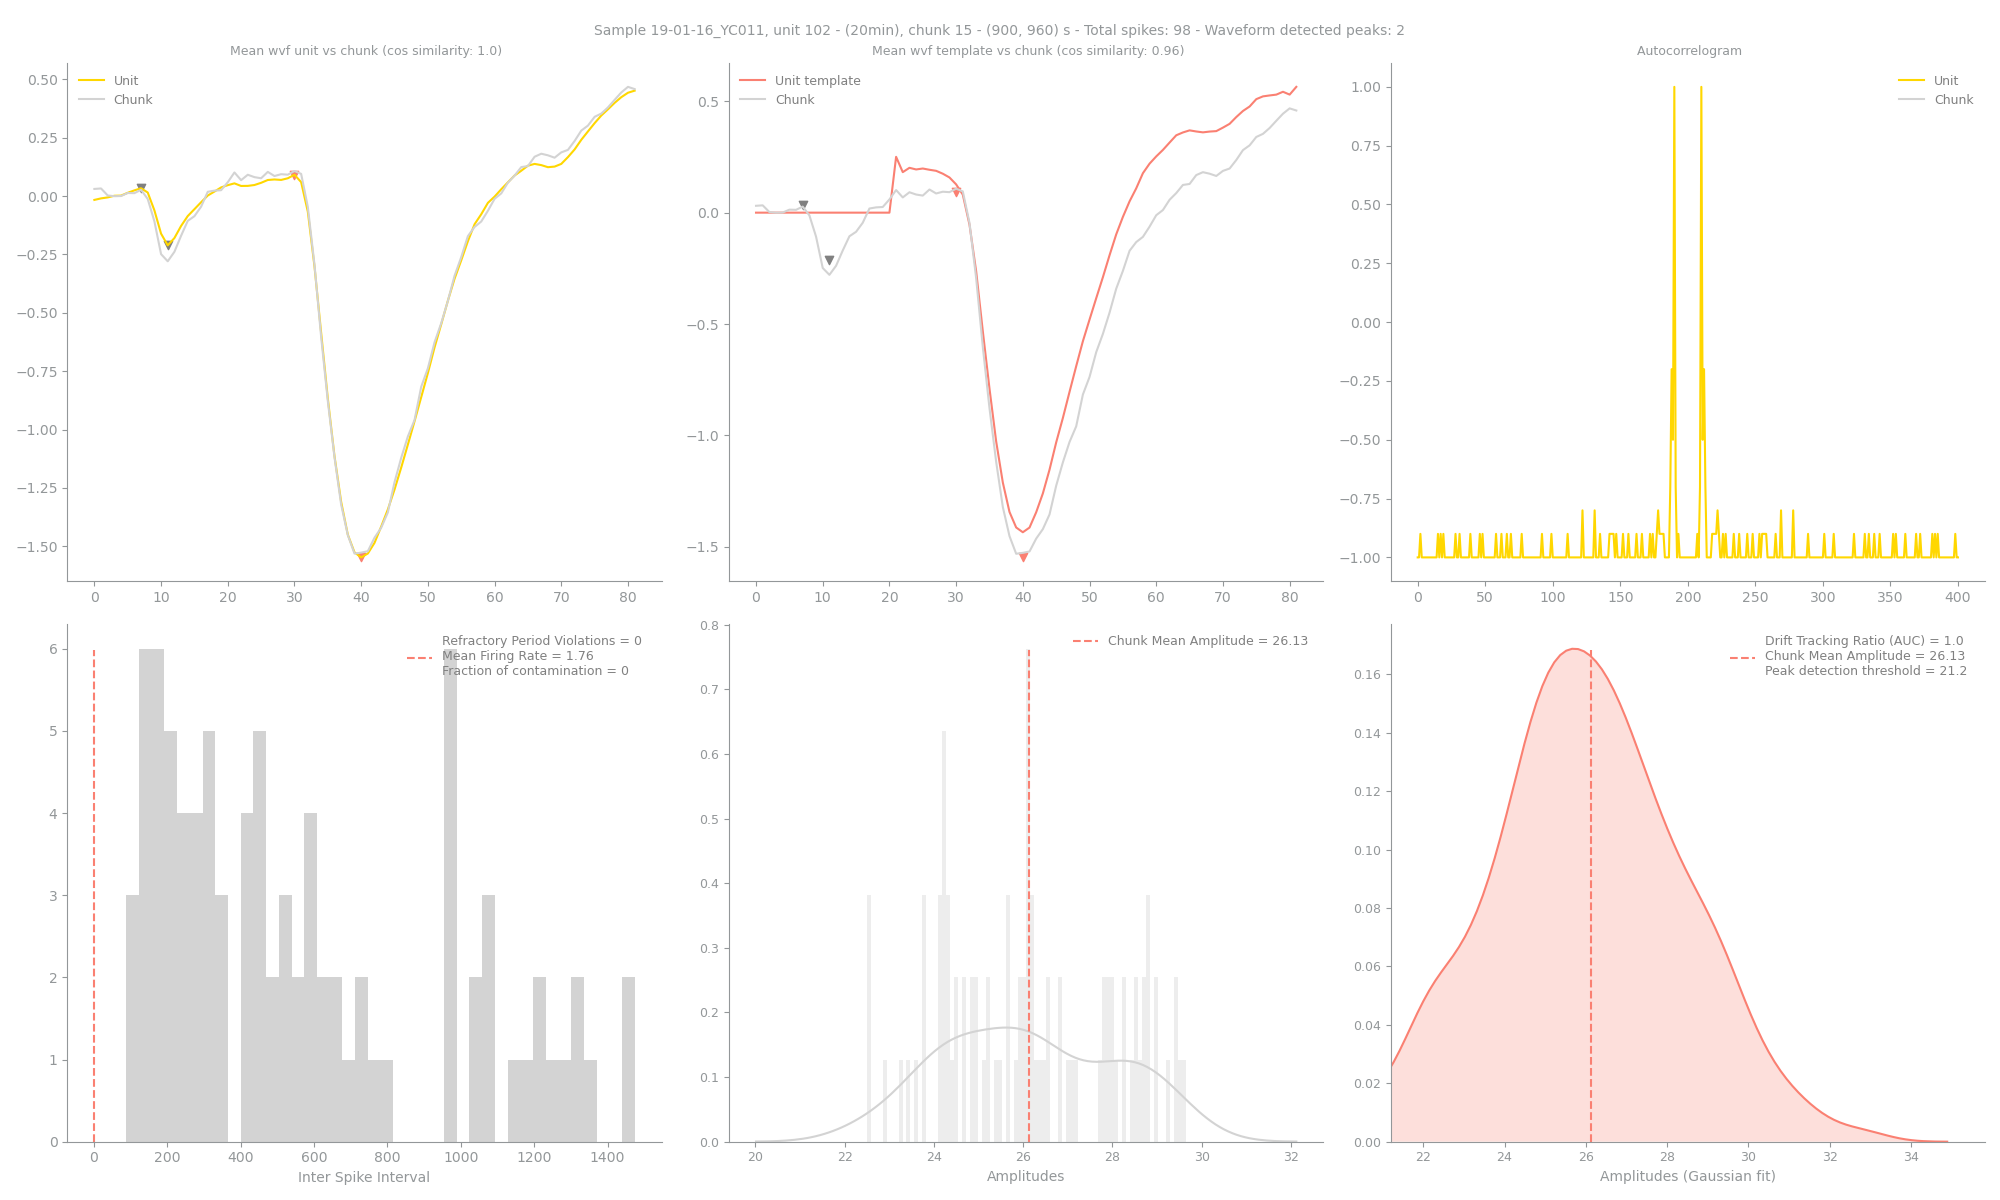 Sample 19-01-16_YC011, unit 102 - (20min), chunk 15 - (900, 960) s - Total spikes: 98 - Waveform detected peaks: 2
Mean wvf unit vs chunk (cos similarity: 1.0)
Unit
Chunk
0.50
0.25
0.00
−0.25
−0.50
−0.75
−1.00
−1.25
−1.50
0 10 20 30 40 50 60 70 80
Mean wvf template vs chunk (cos similarity: 0.96)
Unit template
Chunk
0.5
0.0
−0.5
−1.0
−1.5
0 10 20 30 40 50 60 70 80
Autocorrelogram
Unit
Chunk
1.00
0.75
0.50
0.25
0.00
−0.25
−0.50
−0.75
−1.00
0 50 100 150 200 250 300 350 400
Refractory Period Violations = 0
Mean Firing Rate = 1.76
Fraction of contamination = 0
6
5
4
3
2
1
0
0 200 400 600 800 1000 1200 1400
Inter Spike Interval
Chunk Mean Amplitude = 26.13
0.8
0.7
0.6
0.5
0.4
0.3
0.2
0.1
0.0
20 22 24 26 28 30 32
Amplitudes
Drift Tracking Ratio (AUC) = 1.0
Chunk Mean Amplitude = 26.13
Peak detection threshold = 21.2
0.16
0.14
0.12
0.10
0.08
0.06
0.04
0.02
0.00
22 24 26 28 30 32 34
Amplitudes (Gaussian fit)